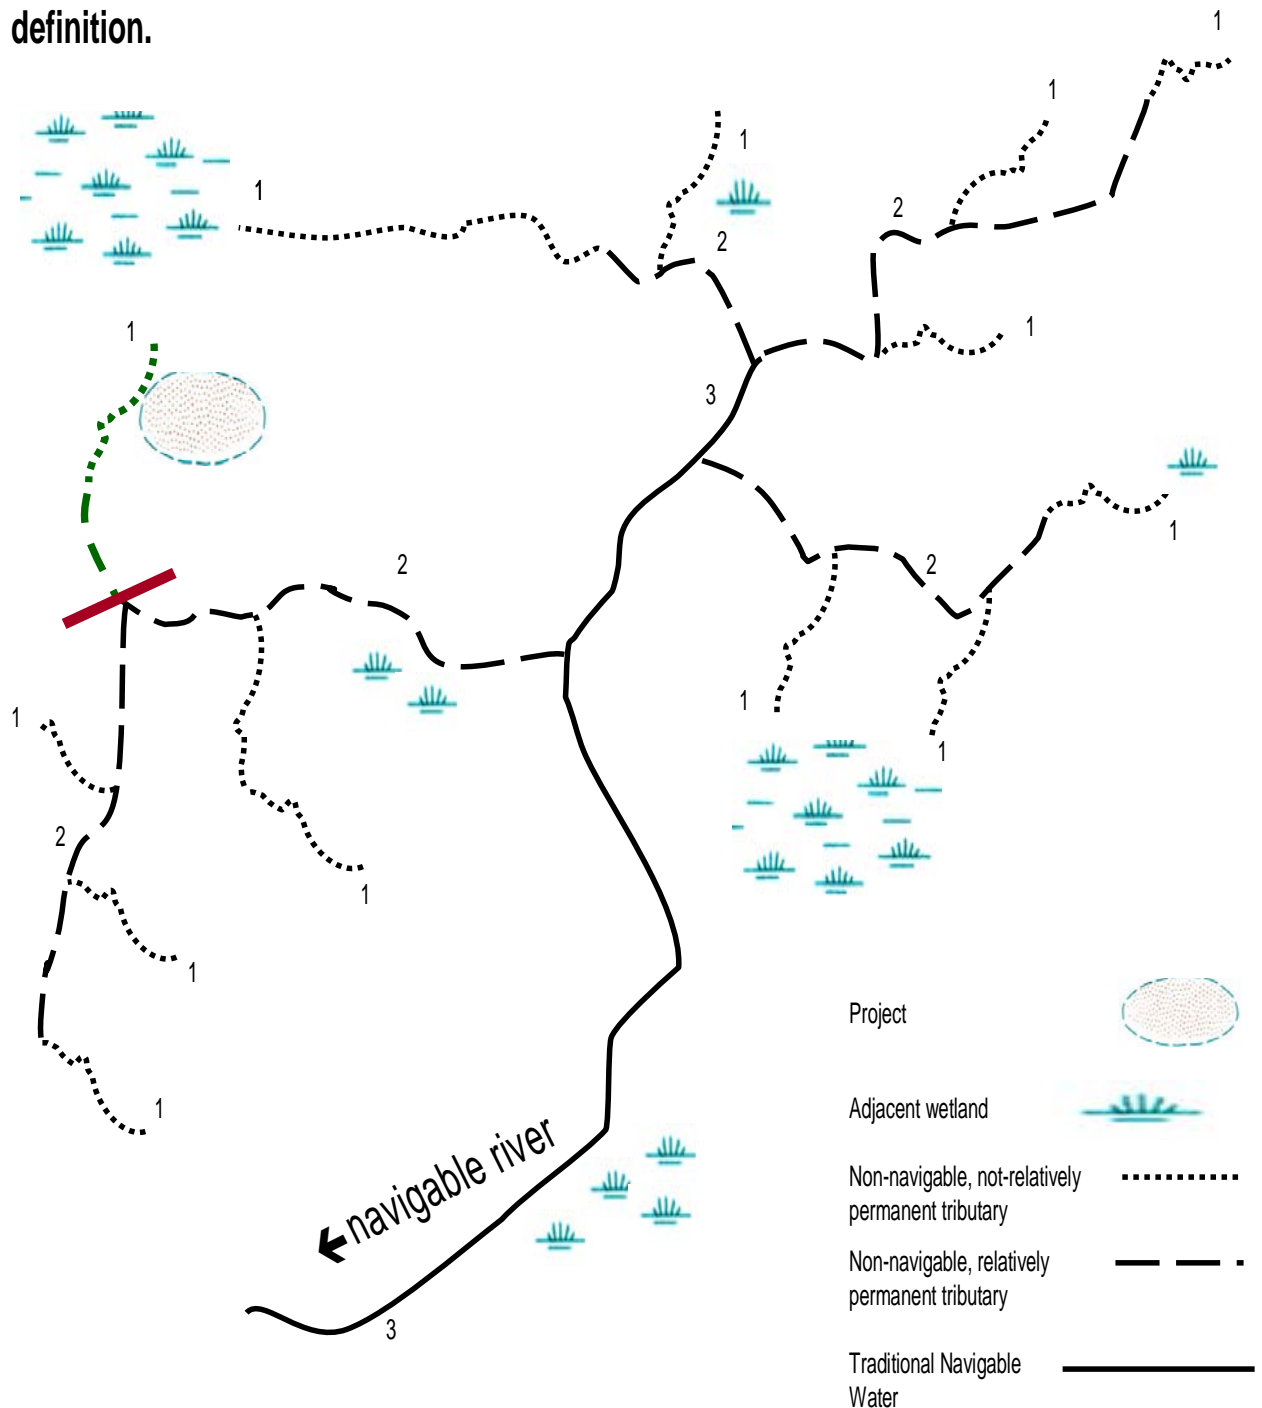 definition.
1
1
1
1
2
2
1
1
3
1
2
2
1
1
1
1
2
1
1
1
navigable river
3
Project
Adjacent wetland
Non-navigable, not-relatively
permanent tributary
Non-navigable, relatively
permanent tributary
Traditional Navigable
Water